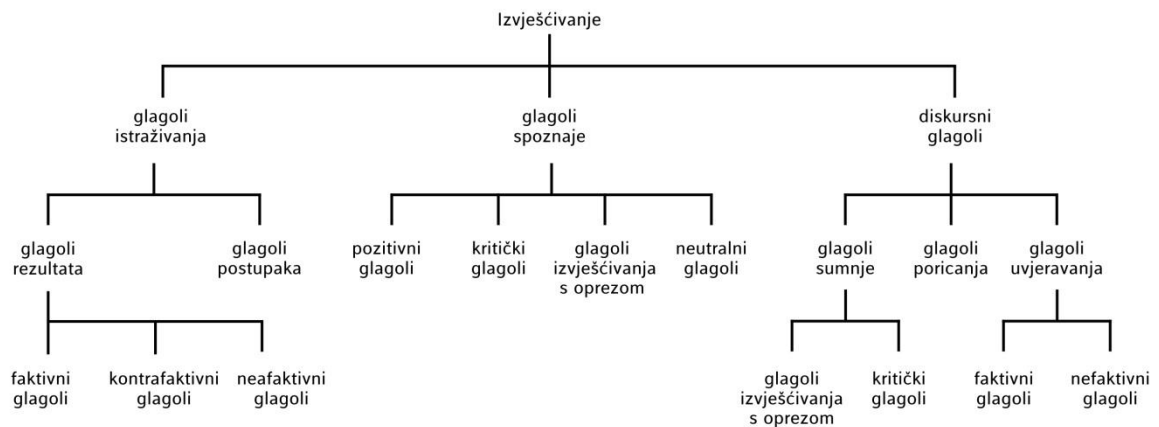 Izvješćivanje
glagoli
istraživanja
glagoli
spoznaje
diskursni
glagoli
glagoli
rezultata
glagoli
postupaka
pozitivni
glagoli
kritički
glagoli
glagoli
izvješćivanja
s oprezom
neutralni
glagoli
glagoli
sumnje
glagoli
poricanja
glagoli
uvjeravanja
faktivni
glagoli
kontrafaktivni
glagoli
neafaktivni
glagoli
glagoli
izvješćivanja
s oprezom
kritički
glagoli
faktivni
glagoli
nefaktivni
glagoli